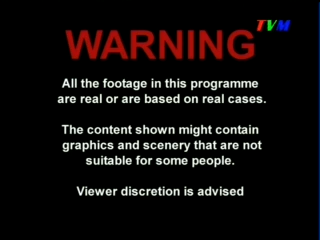 TVM
WARNING
All the footage in this programme
are real or are based on real cases.
The content shown might contain
graphics and scenery that are not
suitable for some people.
Viewer discretion is advised